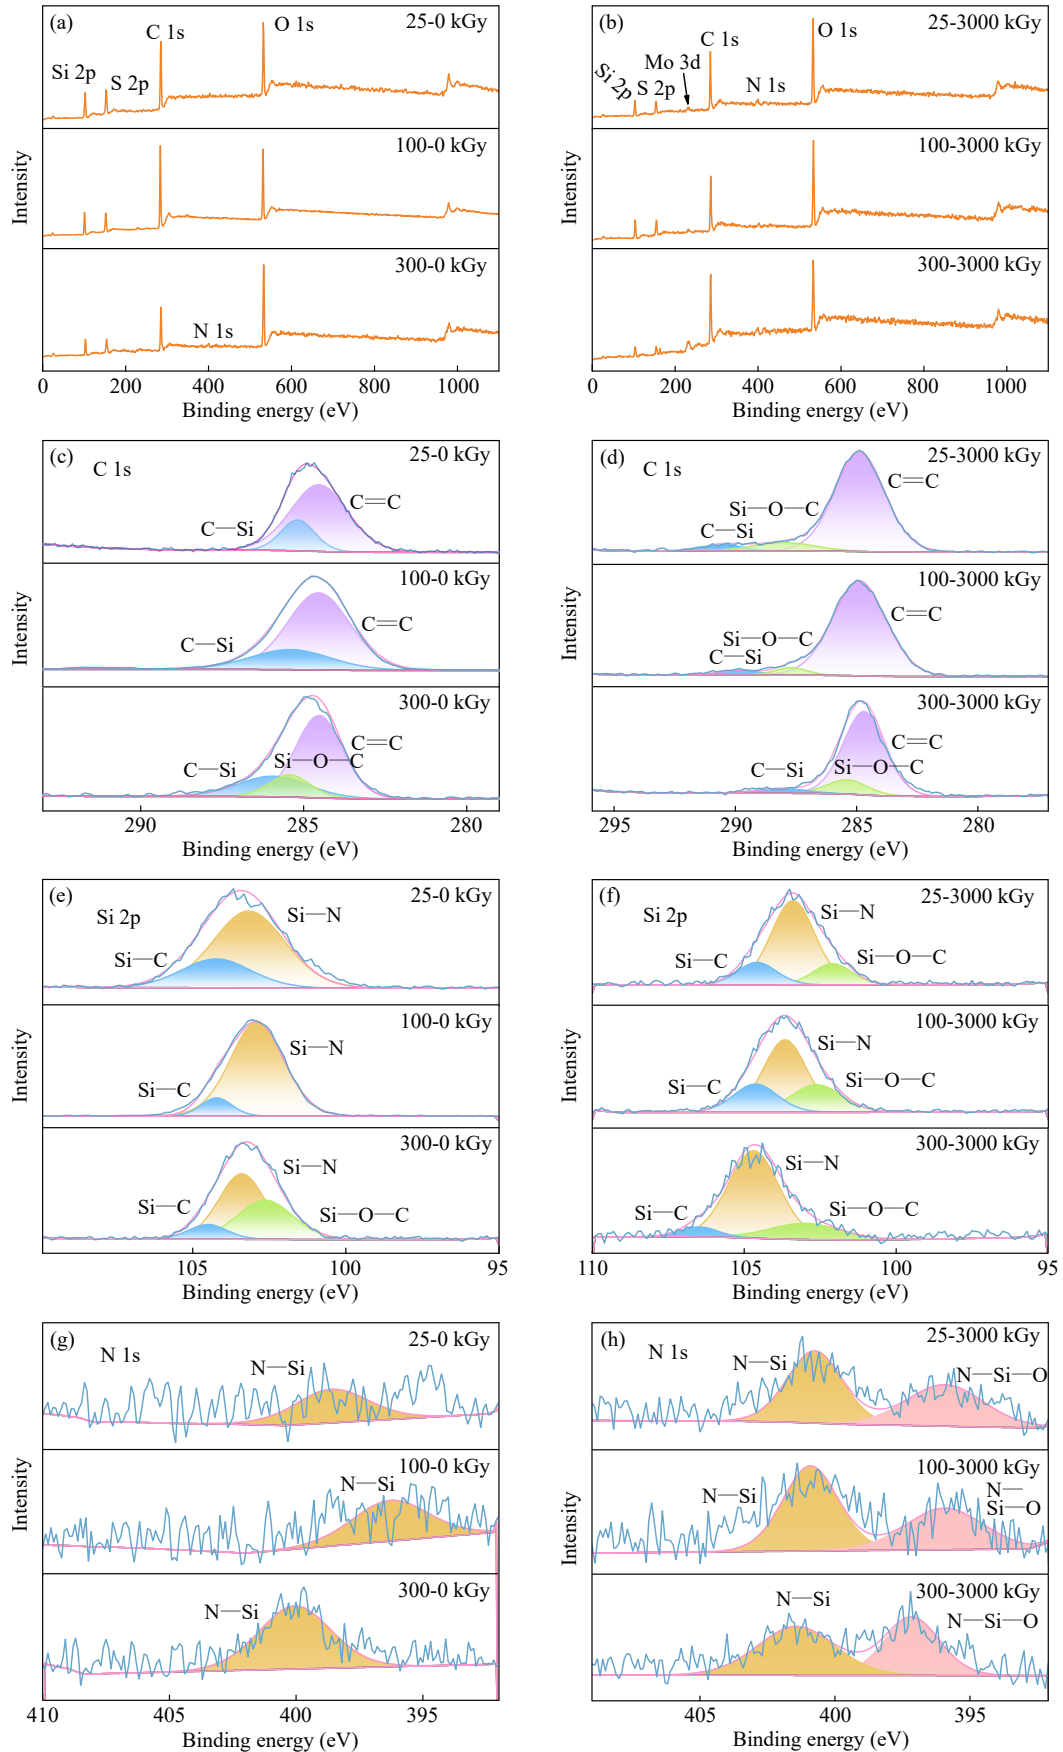 (a)
25-0 kGy
O 1s
C 1s
Si 2p
S 2p
100-0 kGy
300-0 kGy
N 1s
Intensity
0 200 400 600 800 1000
Binding energy (eV)
(b)
25-3000 kGy
O 1s
C 1s
Mo 3d
Si 2p
S 2p
N 1s
100-3000 kGy
300-3000 kGy
Intensity
0 200 400 600 800 1000
Binding energy (eV)
(c)
C 1s
25-0 kGy
C═C
C—Si
100-0 kGy
C═C
C—Si
300-0 kGy
C═C
Si—O—C
C—Si
Intensity
290 285 280
Binding energy (eV)
(d)
C 1s
25-3000 kGy
C═C
Si—O—C
C—Si
100-3000 kGy
C═C
Si—O—C
C—Si
300-3000 kGy
C═C
Si—O—C
C—Si
Intensity
295 290 285 280
Binding energy (eV)
(e)
Si 2p
25-0 kGy
Si—N
Si—C
100-0 kGy
Si—N
Si—C
300-0 kGy
Si—N
Si—C
Si—O—C
Intensity
105 100 95
Binding energy (eV)
(f)
Si 2p
25-3000 kGy
Si—N
Si—C
Si—O—C
100-3000 kGy
Si—N
Si—C
Si—O—C
300-3000 kGy
Si—N
Si—C
Si—O—C
Intensity
110 105 100 95
Binding energy (eV)
(g)
N 1s
25-0 kGy
N—Si
100-0 kGy
N—Si
300-0 kGy
N—Si
Intensity
410 405 400 395
Binding energy (eV)
(h)
N 1s
25-3000 kGy
N—Si
N—Si—O
100-3000 kGy
N—Si
N—
Si—O
300-3000 kGy
N—Si
N—Si—O
Intensity
405 400 395
Binding energy (eV)